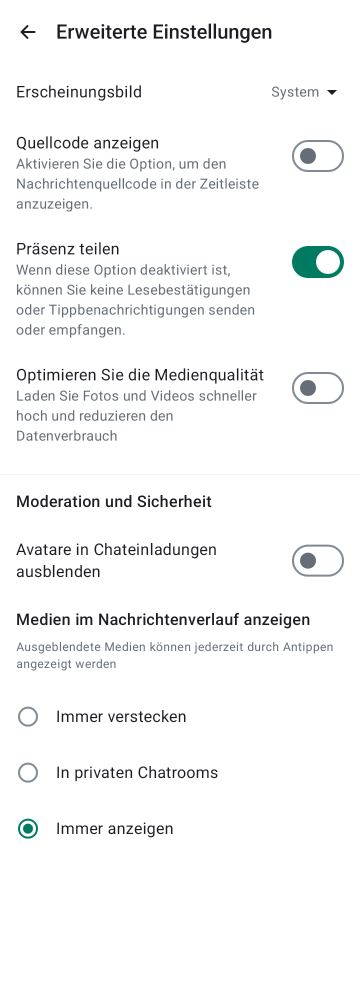 Erweiterte Einstellungen
Erscheinungsbild
System
Quellcode anzeigen
Aktivieren Sie die Option, um den
Nachrichtenquellcode in der Zeitleiste
anzuzeigen.
Präsenz teilen
Wenn diese Option deaktiviert ist,
können Sie keine Lesebestätigungen
oder Tippbenachrichtigungen senden
oder empfangen.
Optimieren Sie die Medienqualität
Laden Sie Fotos und Videos schneller
hoch und reduzieren den
Datenverbrauch
Moderation und Sicherheit
Avatare in Chateinladungen
ausblenden
Medien im Nachrichtenverlauf anzeigen
Ausgeblendete Medien können jederzeit durch Antippen
angezeigt werden
Immer verstecken
In privaten Chatrooms
Immer anzeigen